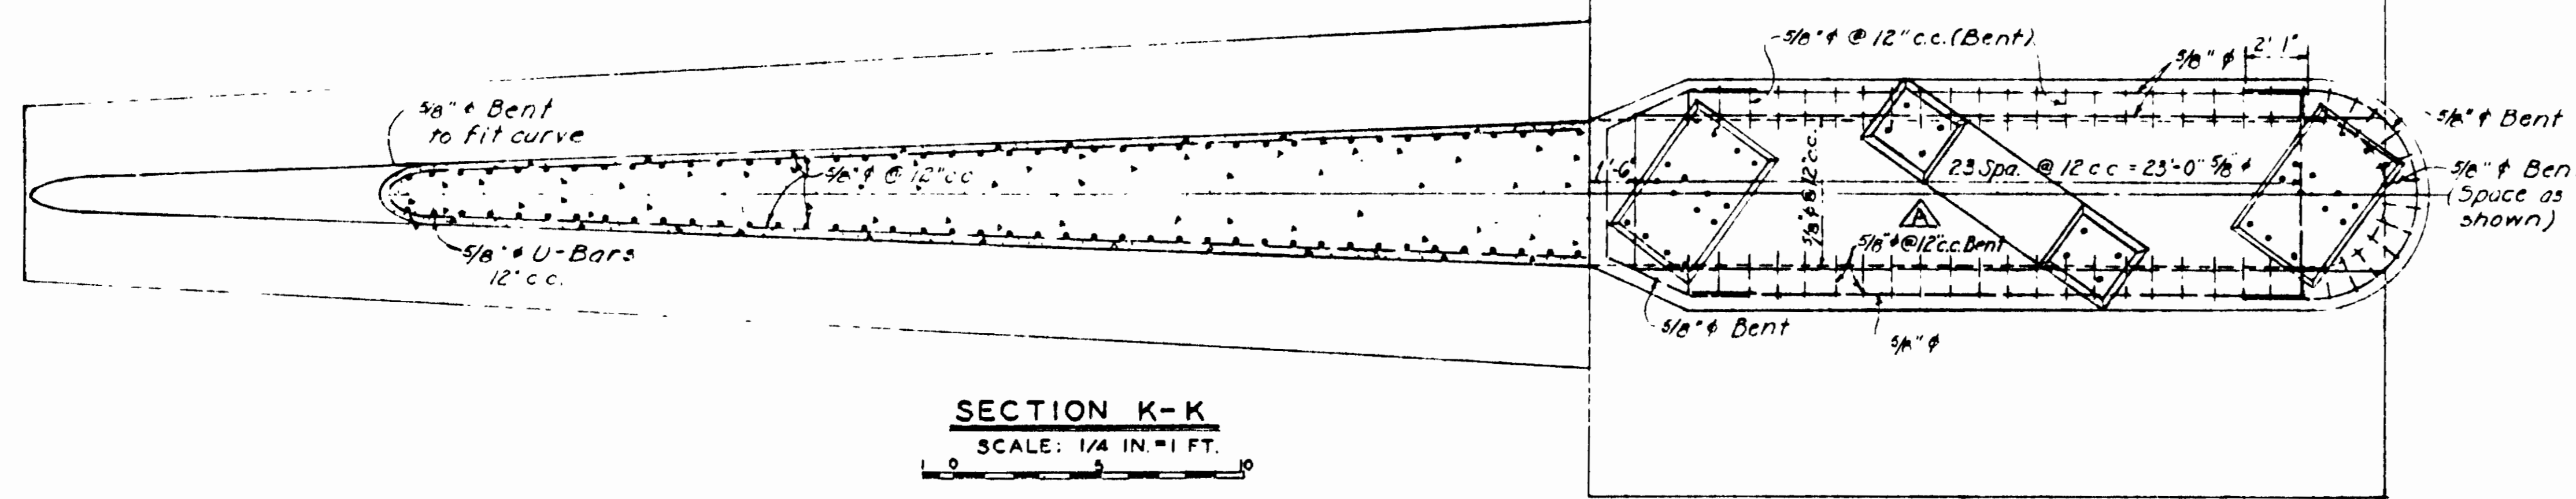 5/8" ϕ @ 12" c.c. (Bent)
5/8" ϕ
2' 1"
5/8" ϕ Bent
to fit curve
5/8" ϕ Bent
5/8" ϕ @ 12" c.c
1'-6"
23 Spa. @ 12 c c = 23'-0" 5/8" ϕ
5/8" ϕ Ben
(Space as
shown)
5/8" ϕ @ 12" c.c.
A
5/8" ϕ @ 12" c.c. Bent
5/8" ϕ U-Bars
12" c c.
5/8" ϕ Bent
5/8" ϕ
SECTION K-K
SCALE: 1/4 IN.=1 FT.
1 0 5 10